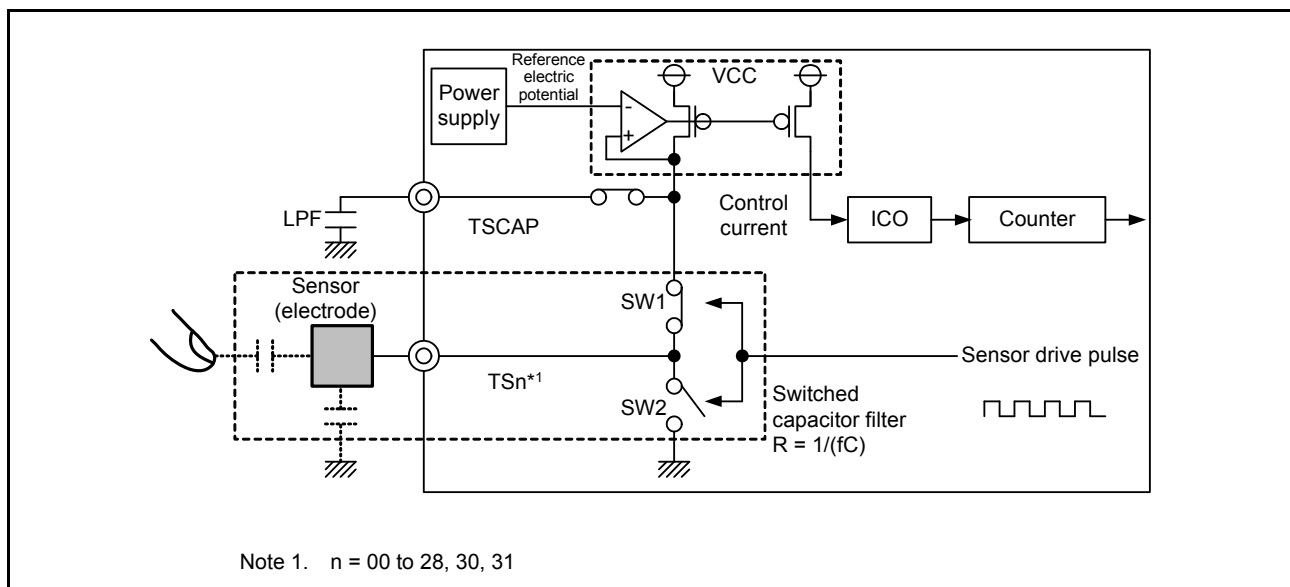 Reference
electric
potential
VCC
Power
supply
-
+
LPF
TSCAP
Control
current
ICO
Counter
Sensor
(electrode)
SW1
TSn*1
SW2
Sensor drive pulse
Switched
capacitor filter
R = 1/(fC)
Note 1. n = 00 to 28, 30, 31